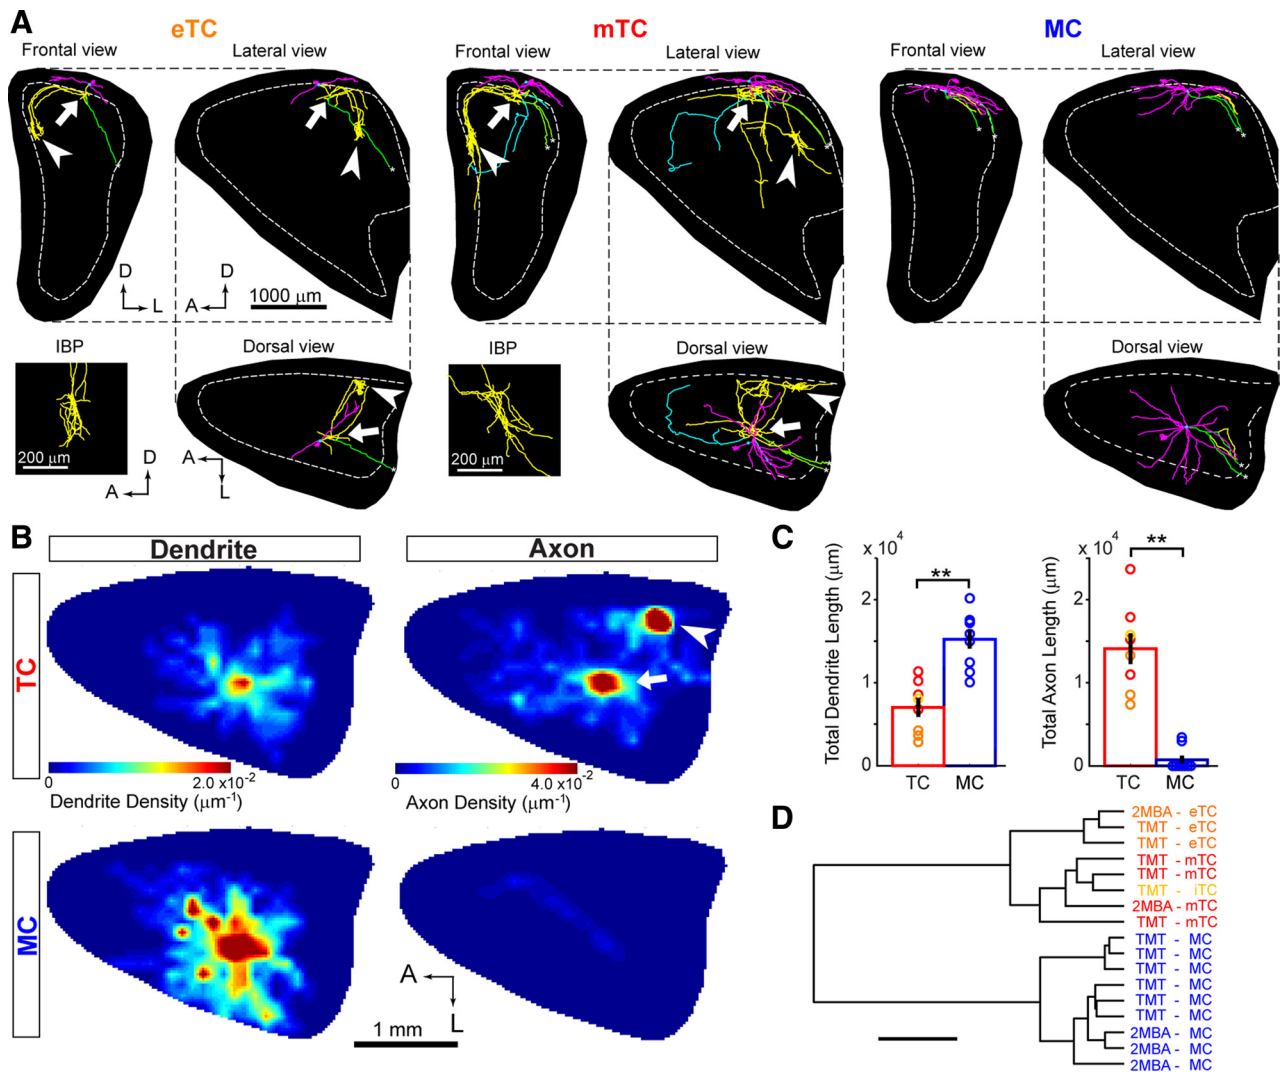 A
eTC
mTC
MC
Frontal view
Lateral view
Frontal view
Lateral view
Frontal view
Lateral view
D
L
D
A
1000 µm
IBP
Dorsal view
IBP
Dorsal view
Dorsal view
200 µm
D
A
A
L
200 µm
B
Dendrite
Axon
TC
0
2.0 x10⁻²
Dendrite Density (µm⁻¹)
0
4.0 x10⁻²
Axon Density (µm⁻¹)
MC
A
L
1 mm
C
x 10⁴
**
2
1
0
Total Dendrite Length (µm)
TC
MC
x 10⁴
**
2
1
0
Total Axon Length (µm)
TC
MC
D
2MBA - eTC
TMT - eTC
TMT - eTC
TMT - mTC
TMT - mTC
TMT - iTC
2MBA - mTC
TMT - mTC
TMT - MC
TMT - MC
TMT - MC
TMT - MC
TMT - MC
TMT - MC
2MBA - MC
2MBA - MC
2MBA - MC